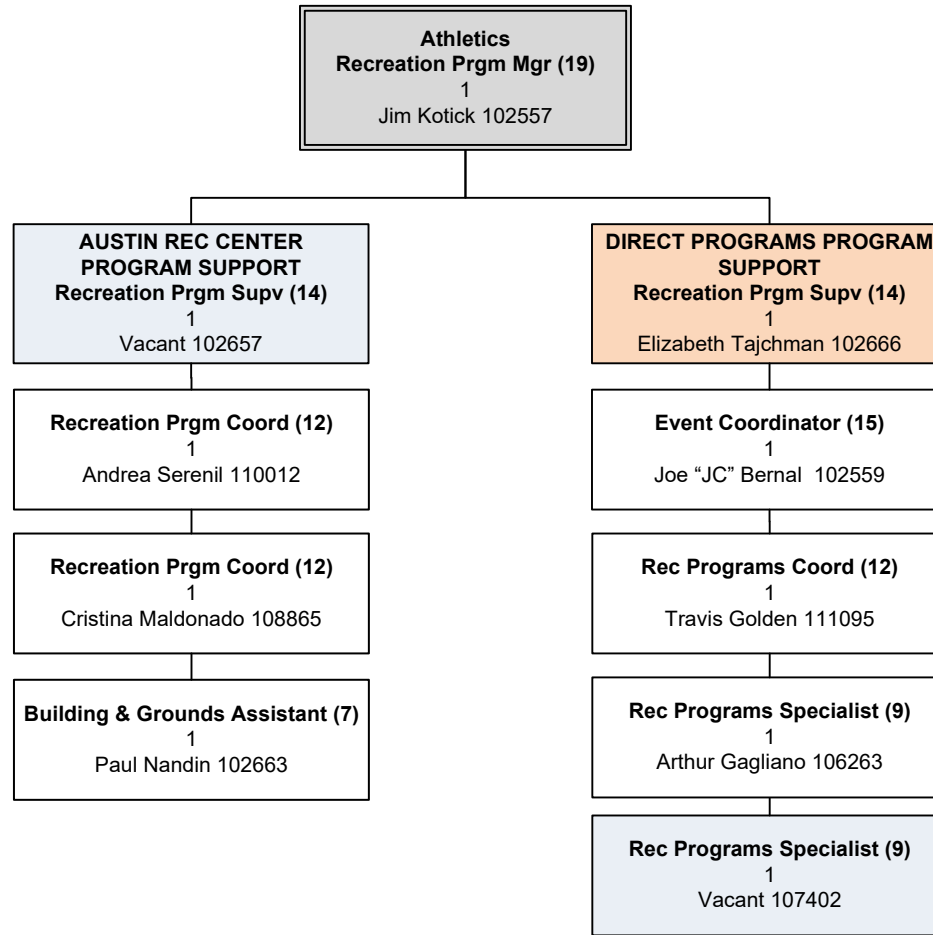 Athletics
Recreation Prgm Mgr (19)
1
Jim Kotick 102557
AUSTIN REC CENTER
PROGRAM SUPPORT
Recreation Prgm Supv (14)
1
Vacant 102657
Recreation Prgm Coord (12)
1
Andrea Serenil 110012
Recreation Prgm Coord (12)
1
Cristina Maldonado 108865
Building & Grounds Assistant (7)
1
Paul Nandin 102663
DIRECT PROGRAMS PROGRAM
SUPPORT
Recreation Prgm Supv (14)
1
Elizabeth Tajchman 102666
Event Coordinator (15)
1
Joe “JC” Bernal  102559
Rec Programs Coord (12)
1
Travis Golden 111095
Rec Programs Specialist (9)
1
Arthur Gagliano 106263
Rec Programs Specialist (9)
1
Vacant 107402